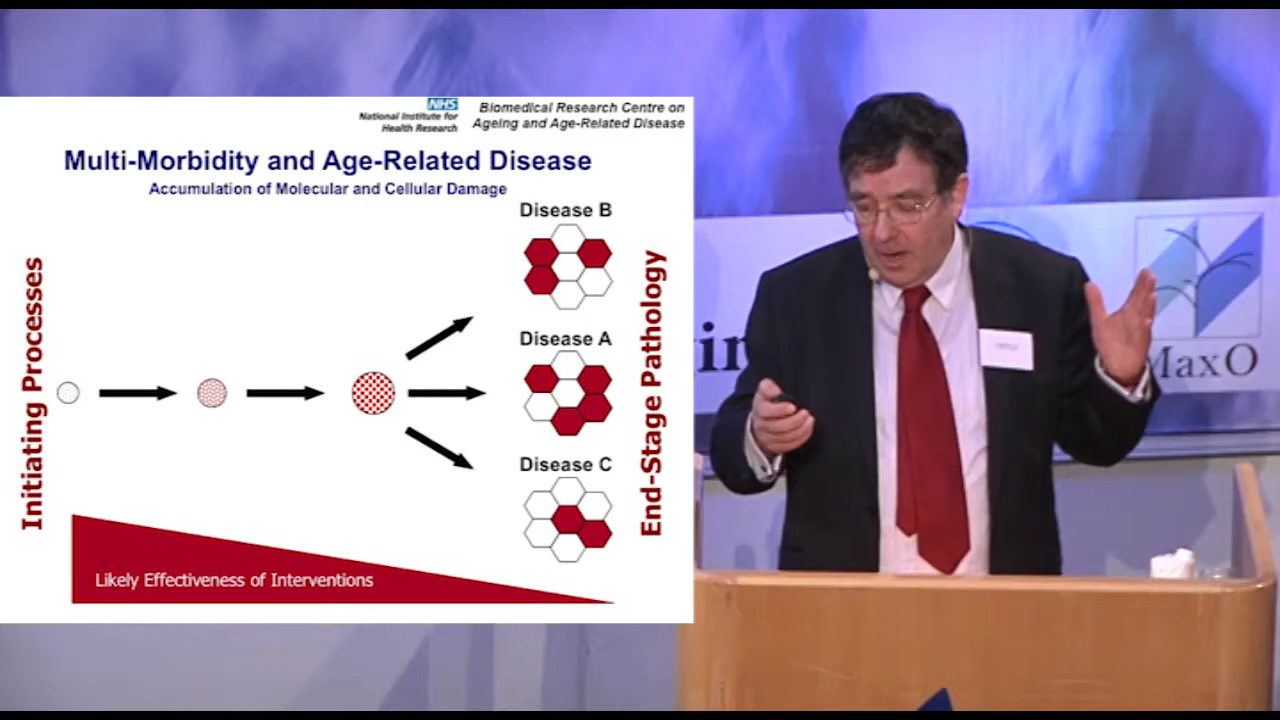 NHS
National Institute for
Health Research
Biomedical Research Centre on
Ageing and Age-Related Disease
Multi-Morbidity and Age-Related Disease
Accumulation of Molecular and Cellular Damage
Disease B
Disease A
Disease C
Initiating Processes
End-Stage Pathology
Likely Effectiveness of Interventions
MaxO